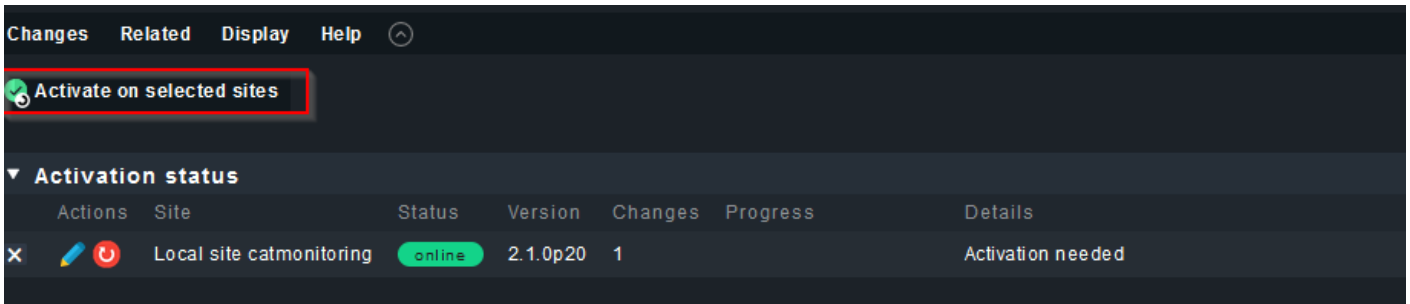 Changes Related Display Help
Activate on selected sites
Activation status
Actions Site Status Version Changes Progress Details
Local site catmonitoring online 2.1.0p20 1 Activation needed